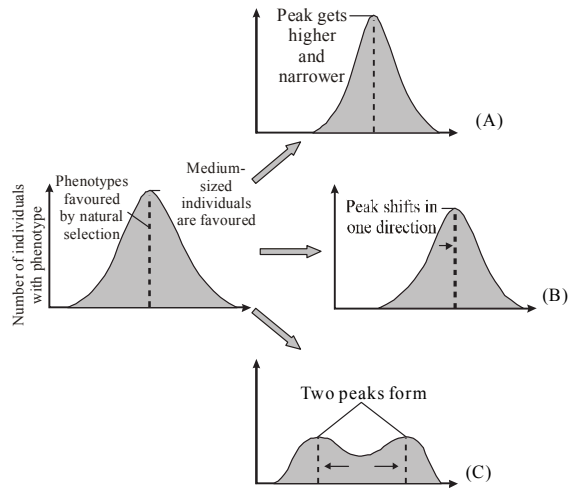 Peak gets
higher
and
narrower
(A)
Number of individuals
with phenotype
Phenotypes
favoured
by natural
selection
Medium-
sized
individuals
are favoured
Peak shifts in
one direction
(B)
Two peaks form
(C)